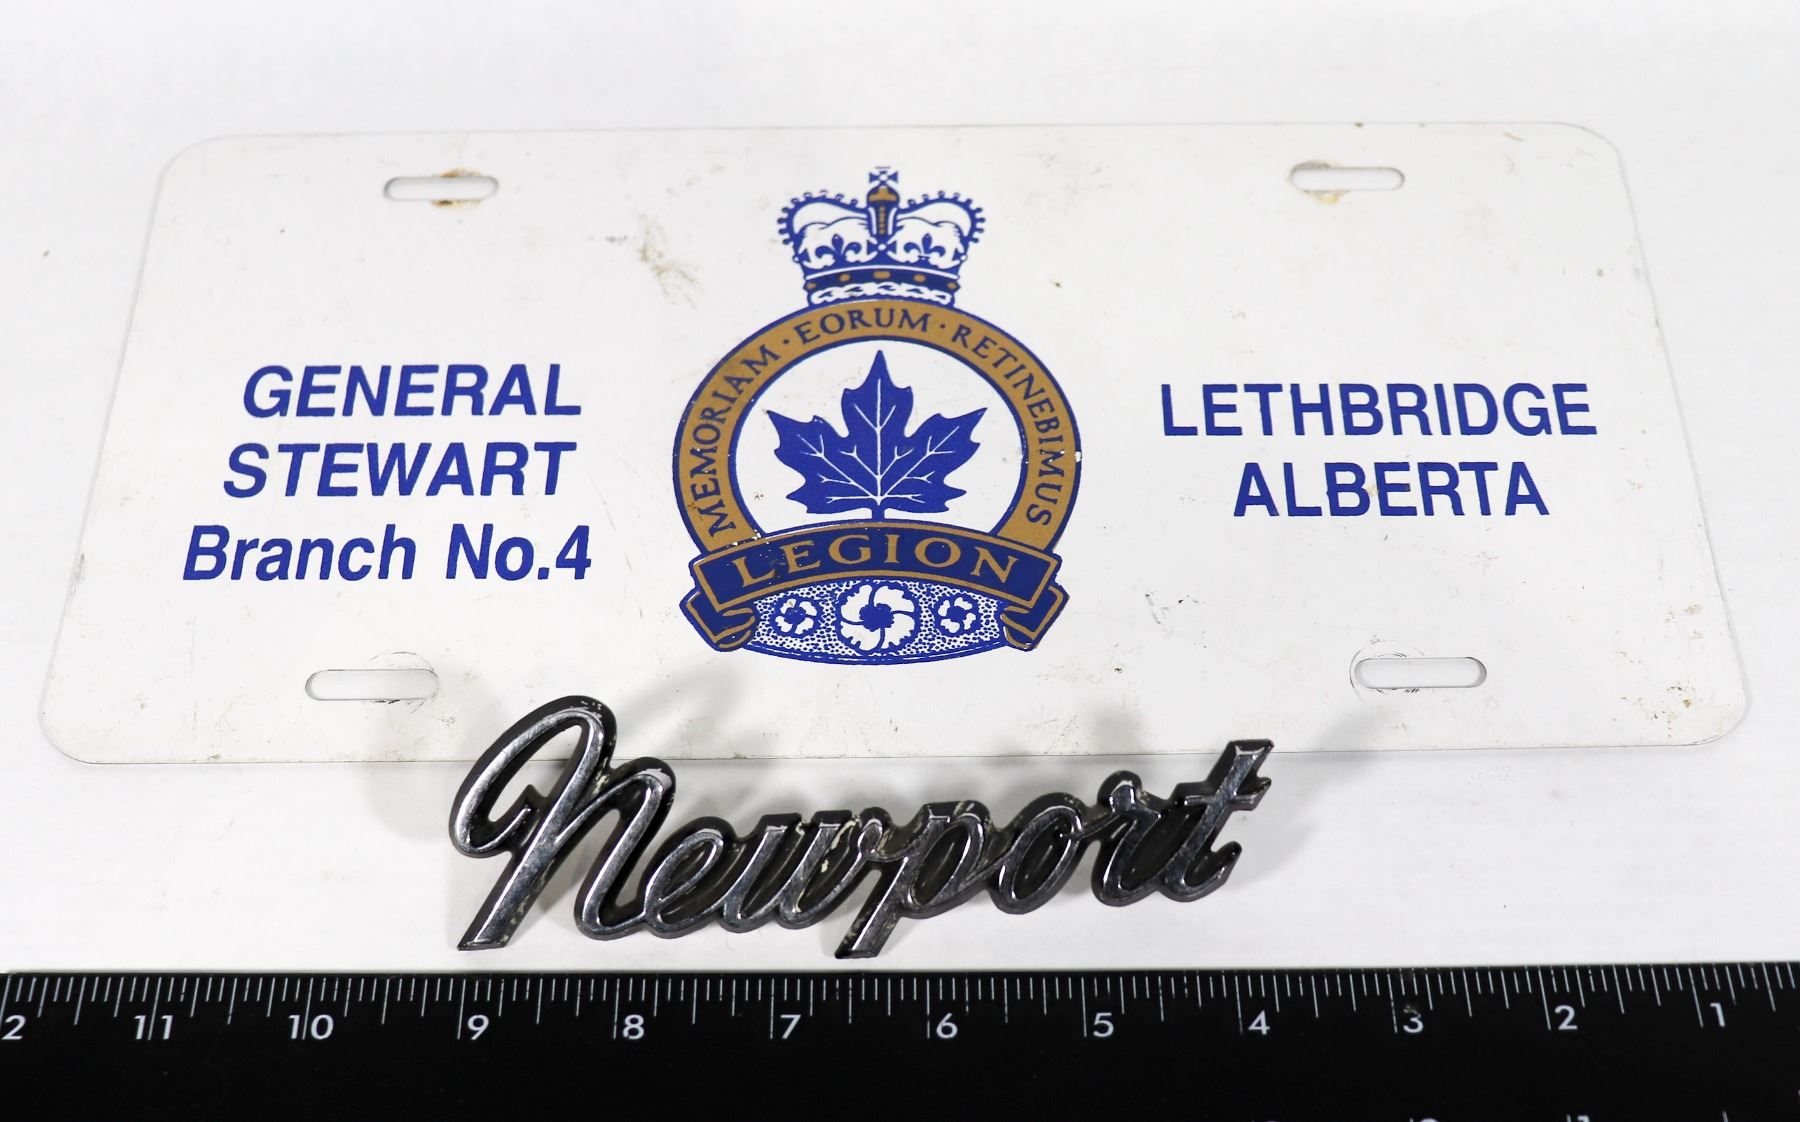 GENERAL
STEWART
Branch No.4
MEMORIAM · EORUM · RETINEBIMUS
LEGION
LETHBRIDGE
ALBERTA
Newport
2 11 10 9 8 7 6 5 4 3 2 1